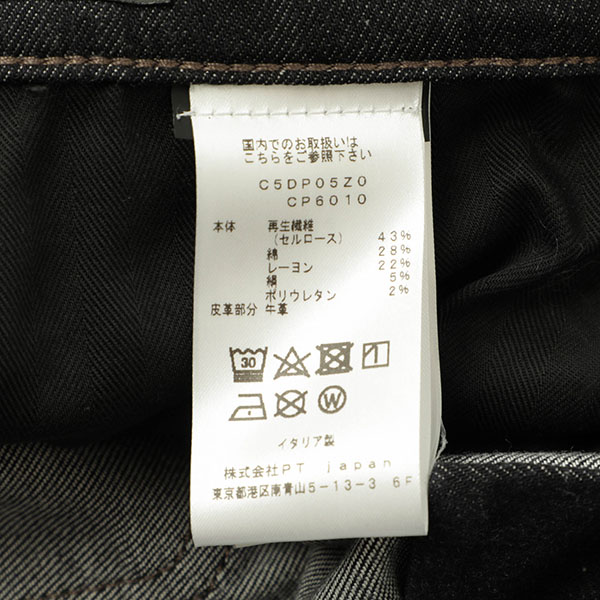 国内でのお取扱いは
こちらをご参照下さい
C5DP05Z0
CP6010
本体 再生繊維
(セルロース) 43%
綿 28%
レーヨン 22%
絹 5%
ポリウレタン 2%
皮革部分 牛革
30
W
イタリア製
株式会社PT japan
東京都港区南青山5-13-3 6F